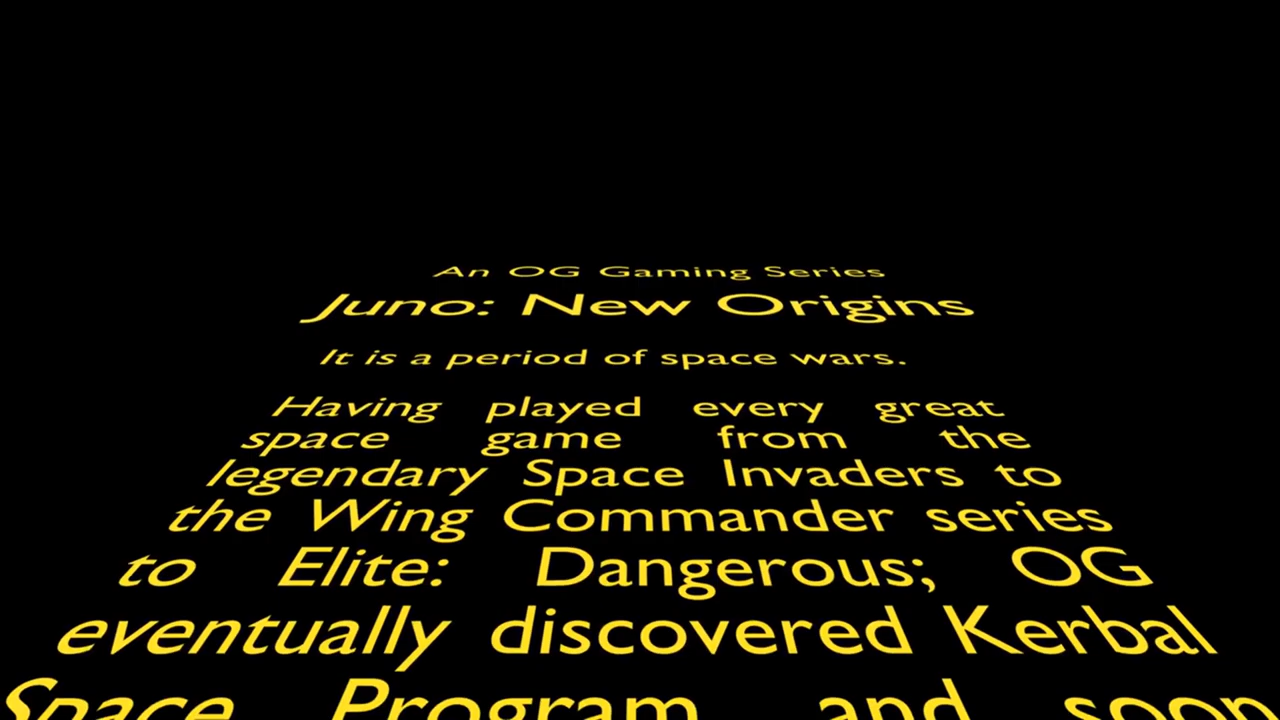 An OG Gaming Series
Juno: New Origins
It is a period of space wars.
Having played every great
space game from the
legendary Space Invaders to
the Wing Commander series
to Elite: Dangerous; OG
eventually discovered Kerbal
Space Program and soon